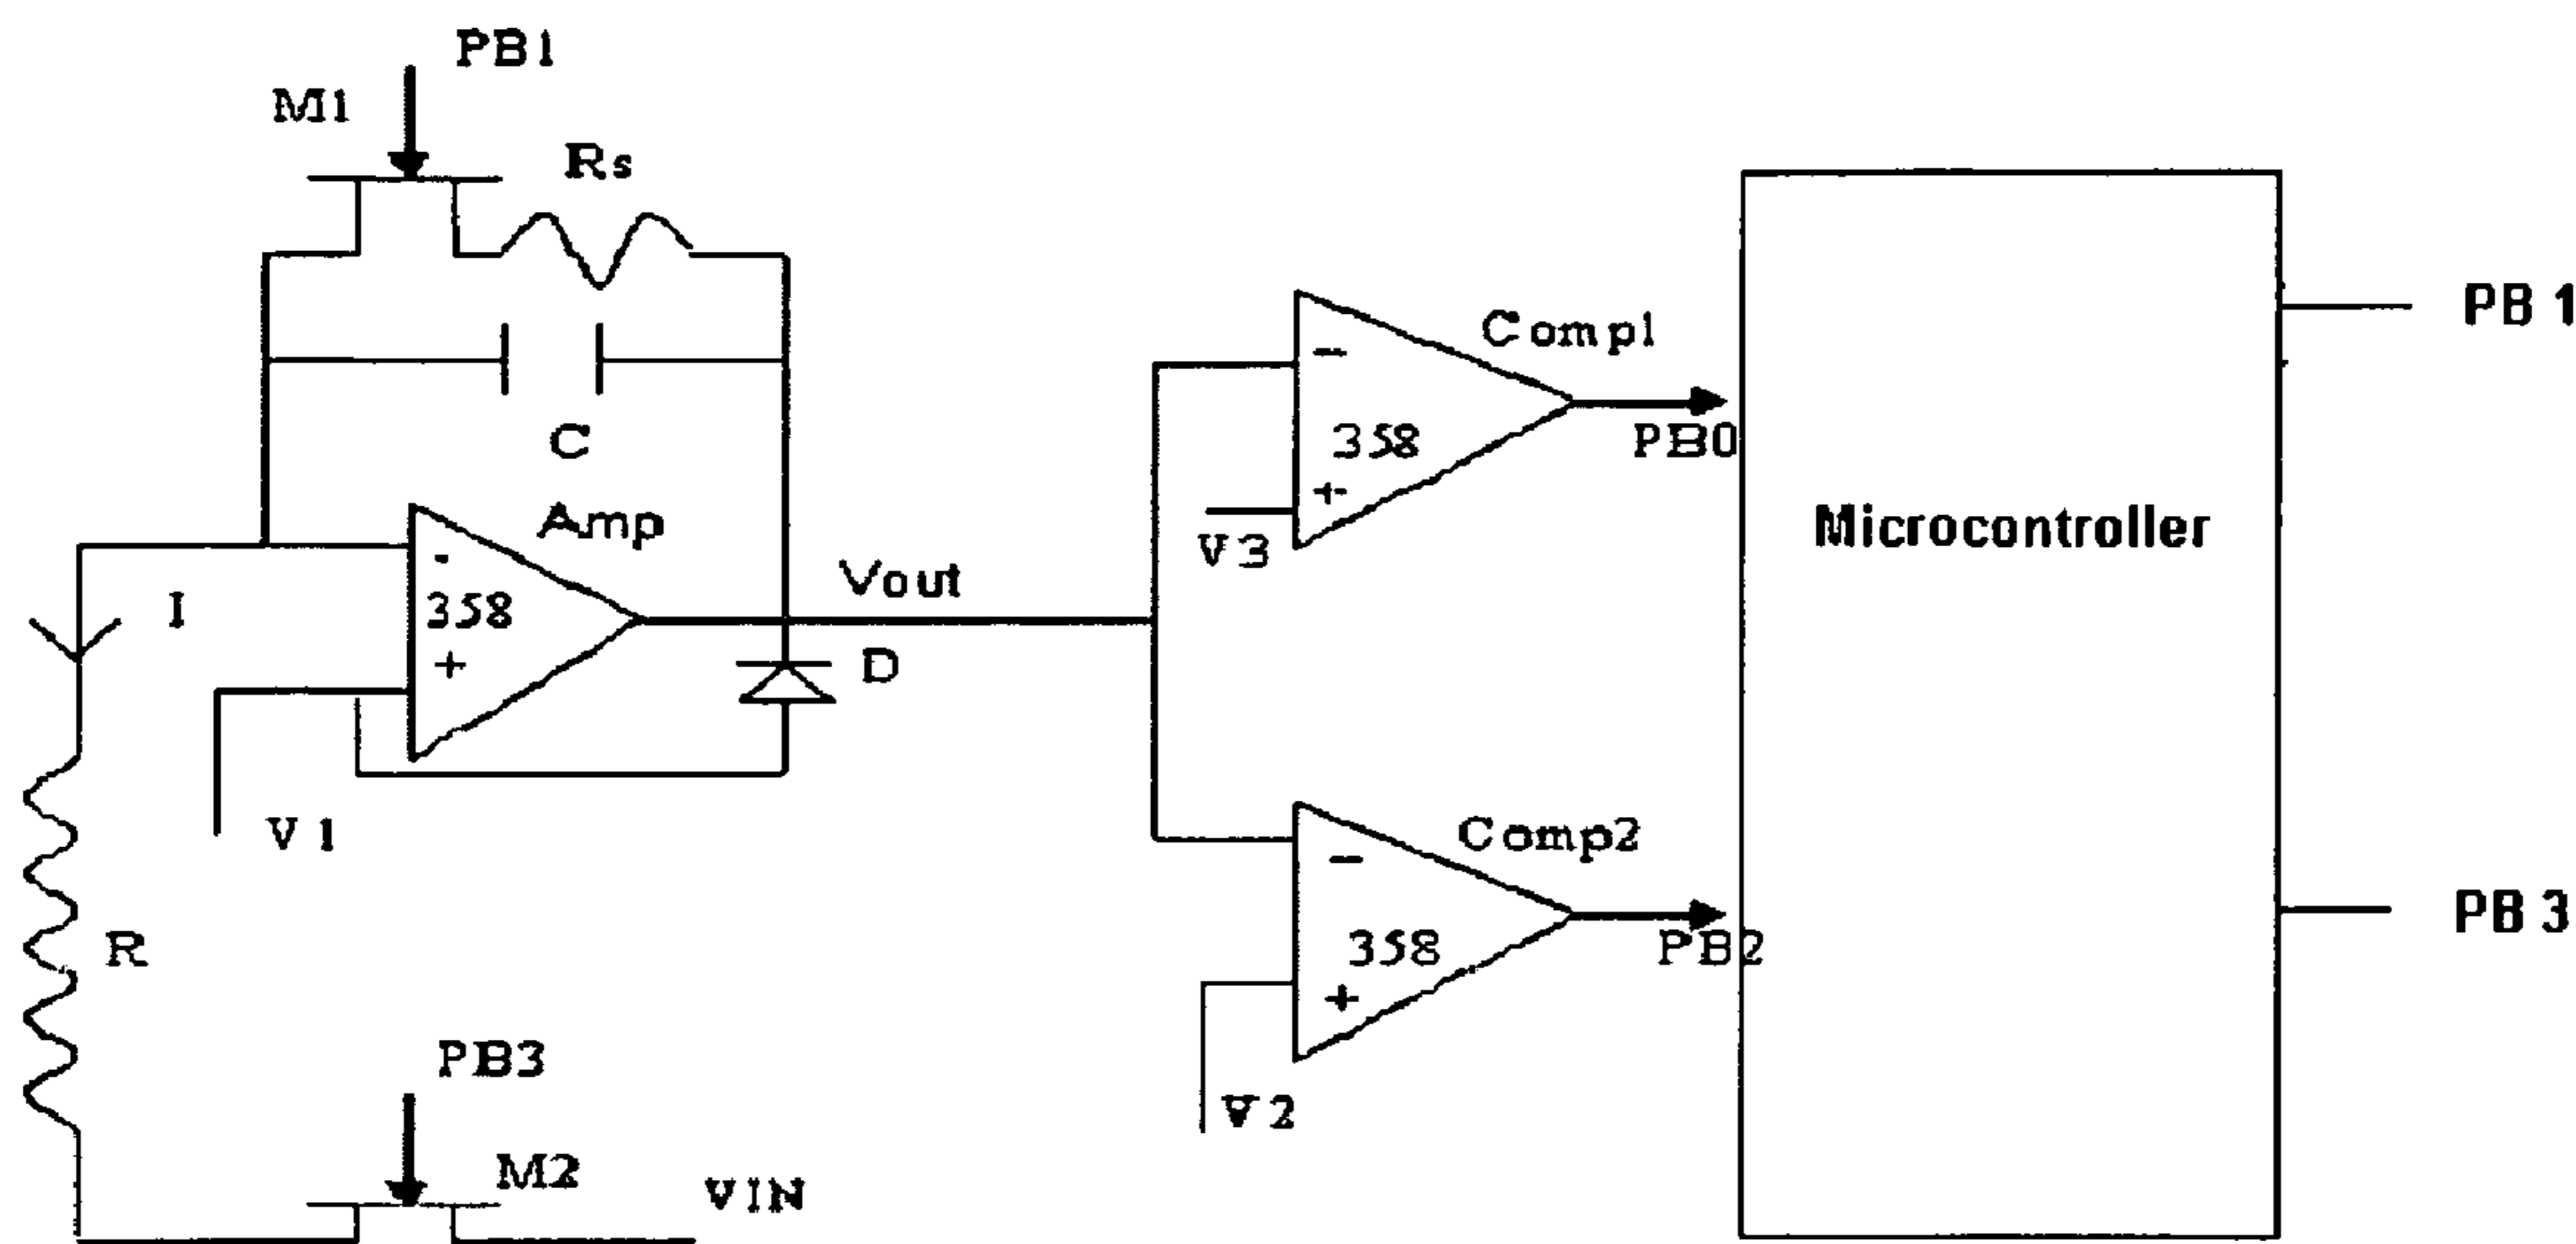 PB1
M1
Rs
C
Amp
-
358
+
I
V1
R
Vout
D
PB3
M2
VIN
Comp1
-
358
+
V3
PB0
Comp2
-
358
+
V2
PB2
Microcontroller
PB 1
PB 3